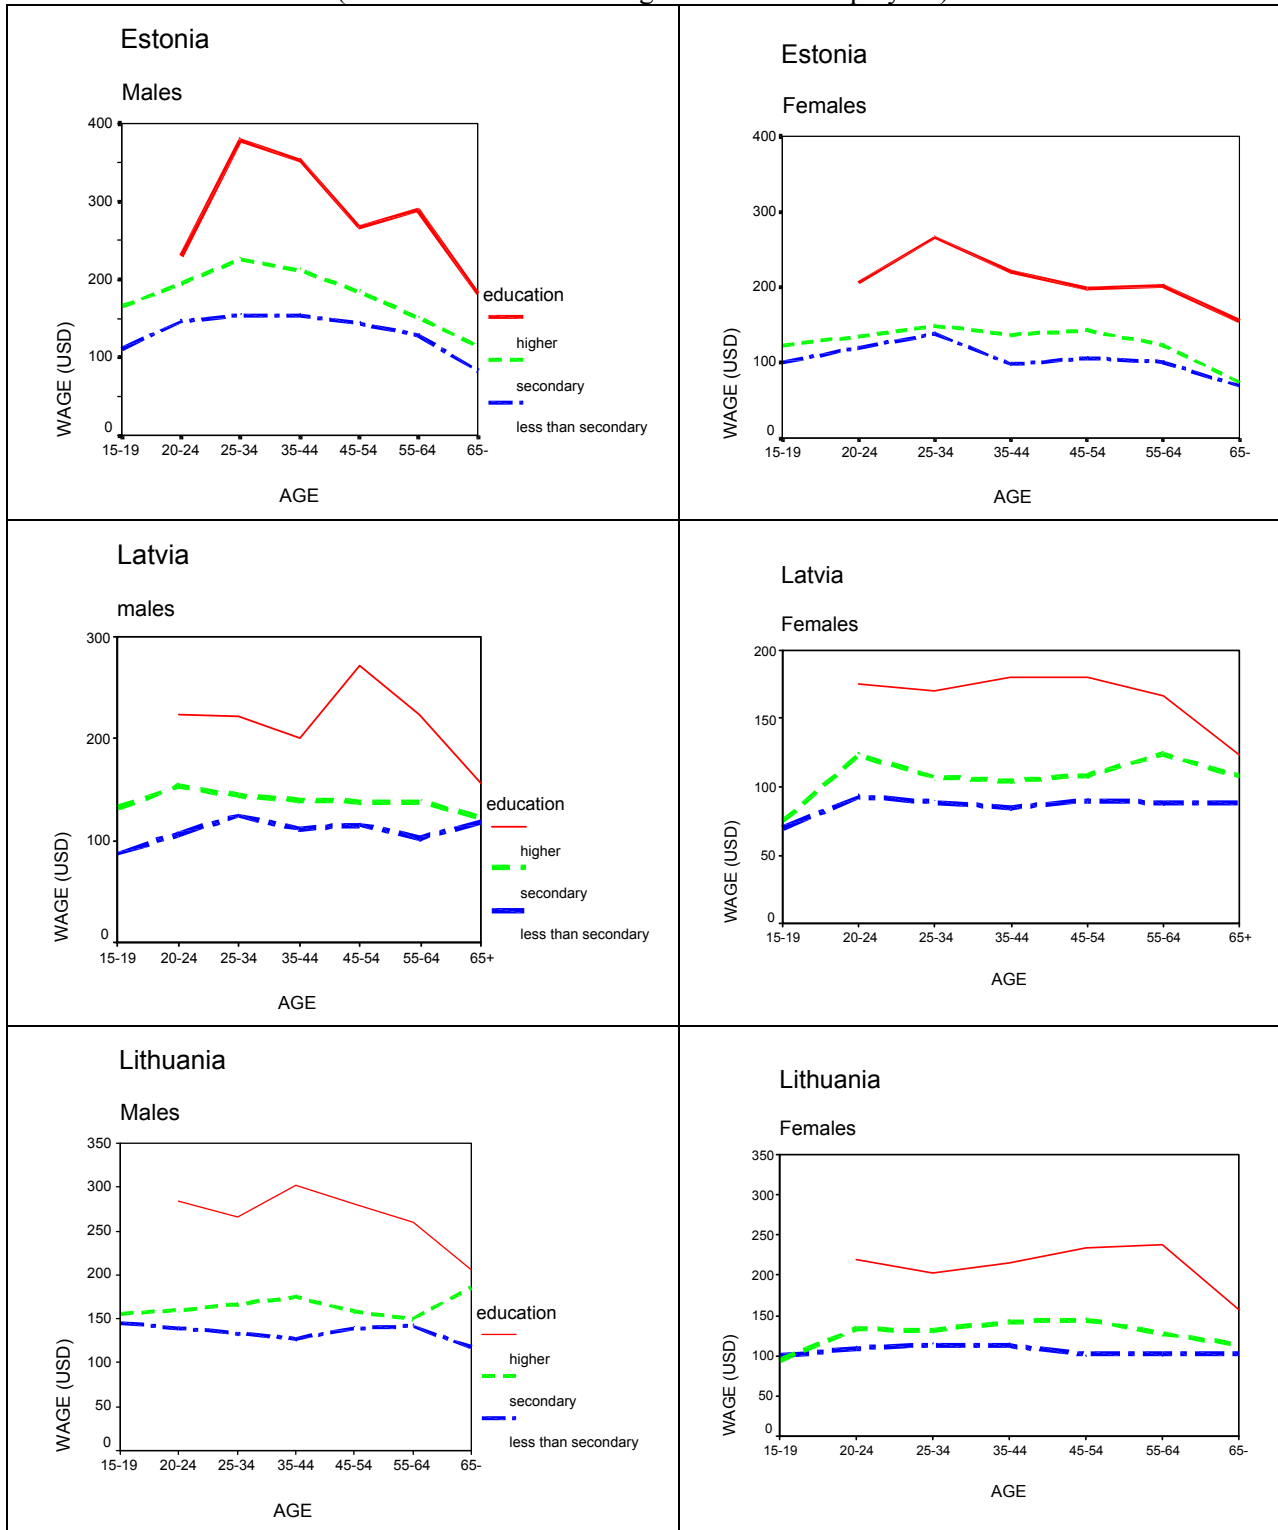 Estonia
Males
400
300
200
100
0
WAGE (USD)
15-19 20-24 25-34 35-44 45-54 55-64 65-
AGE
education
higher
secondary
less than secondary
Estonia
Females
400
300
200
100
0
WAGE (USD)
15-19 20-24 25-34 35-44 45-54 55-64 65-
AGE
Latvia
males
300
200
100
0
WAGE (USD)
15-19 20-24 25-34 35-44 45-54 55-64 65+
AGE
education
higher
secondary
less than secondary
Latvia
Females
200
150
100
50
0
WAGE (USD)
15-19 20-24 25-34 35-44 45-54 55-64 65+
AGE
Lithuania
Males
350
300
250
200
150
100
50
0
WAGE (USD)
15-19 20-24 25-34 35-44 45-54 55-64 65-
AGE
education
higher
secondary
less than secondary
Lithuania
Females
350
300
250
200
150
100
50
0
WAGE (USD)
15-19 20-24 25-34 35-44 45-54 55-64 65-
AGE